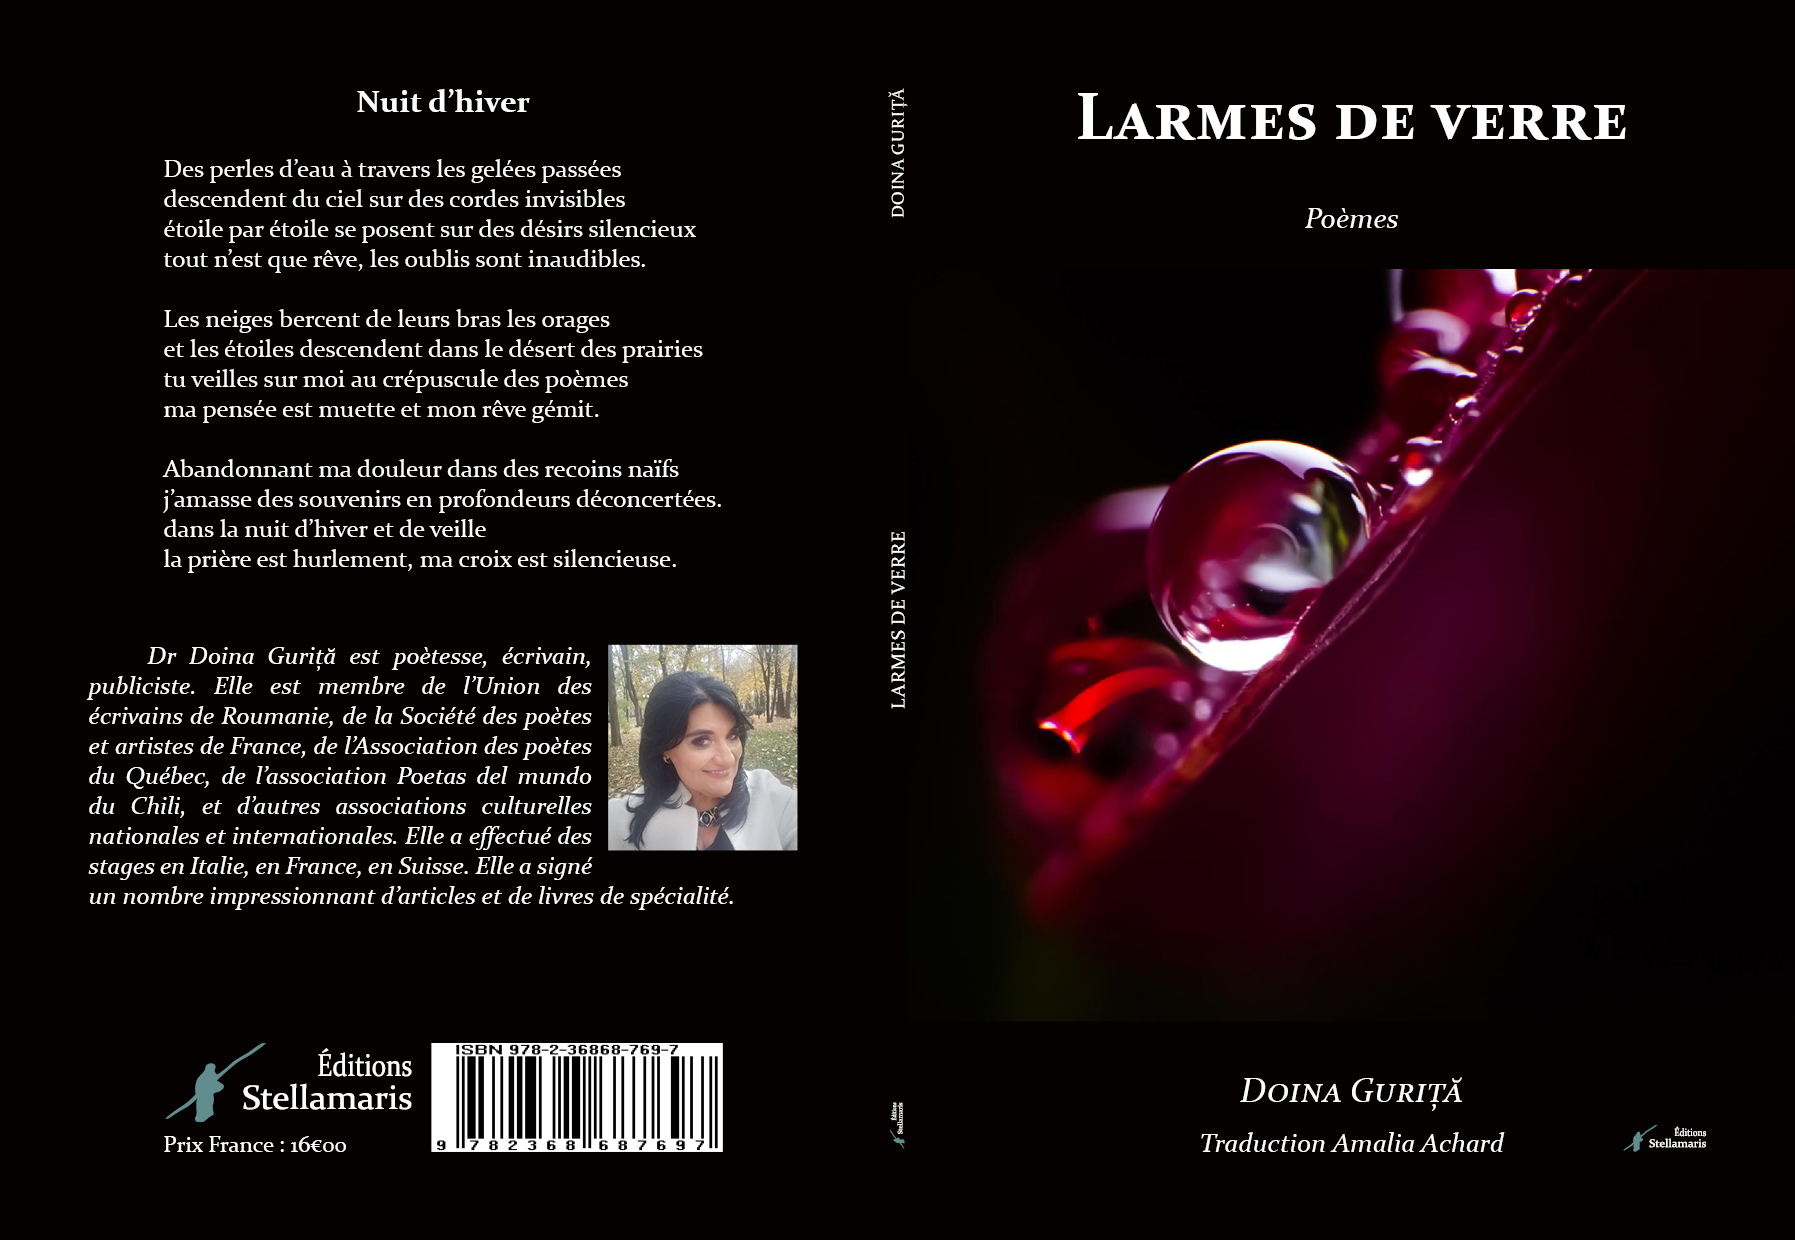 Nuit d’hiver
Des perles d’eau à travers les gelées passées
descendent du ciel sur des cordes invisibles
étoile par étoile se posent sur des désirs silencieux
tout n’est que rêve, les oublis sont inaudibles.
Les neiges bercent de leurs bras les orages
et les étoiles descendent dans le désert des prairies
tu veilles sur moi au crépuscule des poèmes
ma pensée est muette et mon rêve gémit.
Abandonnant ma douleur dans des recoins naïfs
j’amasse des souvenirs en profondeurs déconcertées.
dans la nuit d’hiver et de veille
la prière est hurlement, ma croix est silencieuse.
Dr Doina Guriță est poètesse, écrivain,
publiciste. Elle est membre de l’Union des
écrivains de Roumanie, de la Société des poètes
et artistes de France, de l’Association des poètes
du Québec, de l’association Poetas del mundo
du Chili, et d’autres associations culturelles
nationales et internationales. Elle a effectué des
stages en Italie, en France, en Suisse. Elle a signé
un nombre impressionnant d’articles et de livres de spécialité.
Éditions
Stellamaris
Prix France : 16€00
ISBN 978-2-36868-769-7
9 782368 687697
DOINA GURIȚĂ
LARMES DE VERRE
Éditions
Stellamaris
LARMES DE VERRE
Poèmes
DOINA GURIȚĂ
Traduction Amalia Achard
Éditions
Stellamaris